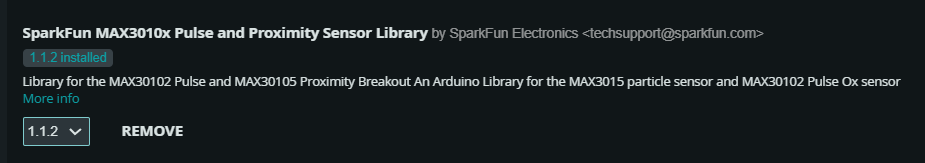 SparkFun MAX3010x Pulse and Proximity Sensor Library by SparkFun Electronics <techsupport@sparkfun.com>
1.1.2 installed
Library for the MAX30102 Pulse and MAX30105 Proximity Breakout An Arduino Library for the MAX3015 particle sensor and MAX30102 Pulse Ox sensor
More info
1.1.2 REMOVE